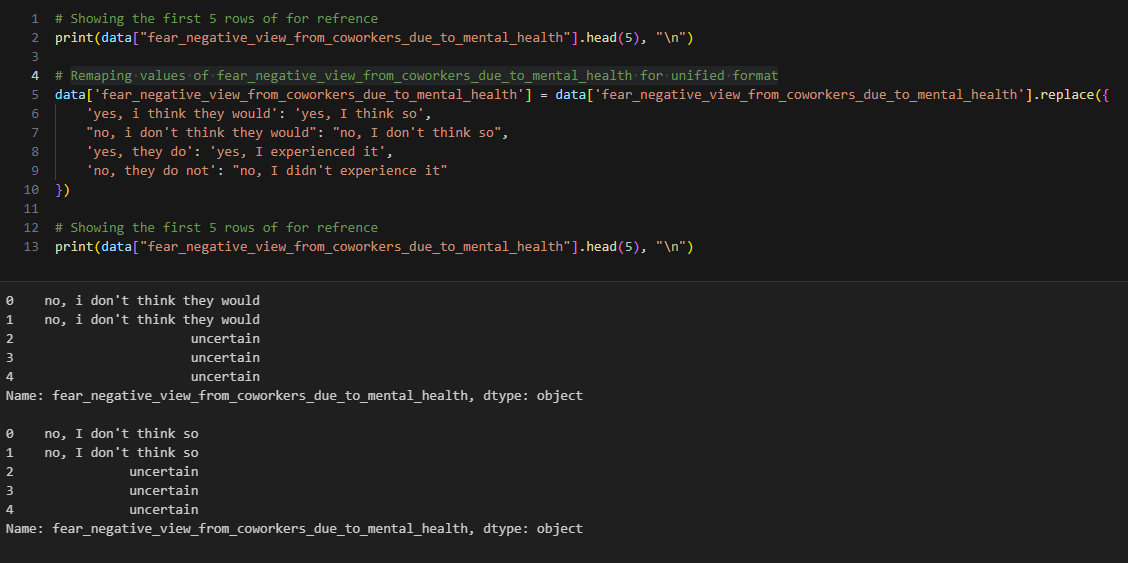 1 # Showing the first 5 rows of for refrence
2 print(data["fear_negative_view_from_coworkers_due_to_mental_health"].head(5), "\n")
3
4 # Remaping values of fear_negative_view_from_coworkers_due_to_mental_health for unified format
5 data['fear_negative_view_from_coworkers_due_to_mental_health'] = data['fear_negative_view_from_coworkers_due_to_mental_health'].replace({
6     'yes, i think they would': 'yes, I think so',
7     "no, i don't think they would": "no, I don't think so",
8     'yes, they do': 'yes, I experienced it',
9     'no, they do not': "no, I didn't experience it"
10 })
11
12 # Showing the first 5 rows of for refrence
13 print(data["fear_negative_view_from_coworkers_due_to_mental_health"].head(5), "\n")
0    no, i don't think they would
1    no, i don't think they would
2                       uncertain
3                       uncertain
4                       uncertain
Name: fear_negative_view_from_coworkers_due_to_mental_health, dtype: object
0    no, I don't think so
1    no, I don't think so
2               uncertain
3               uncertain
4               uncertain
Name: fear_negative_view_from_coworkers_due_to_mental_health, dtype: object